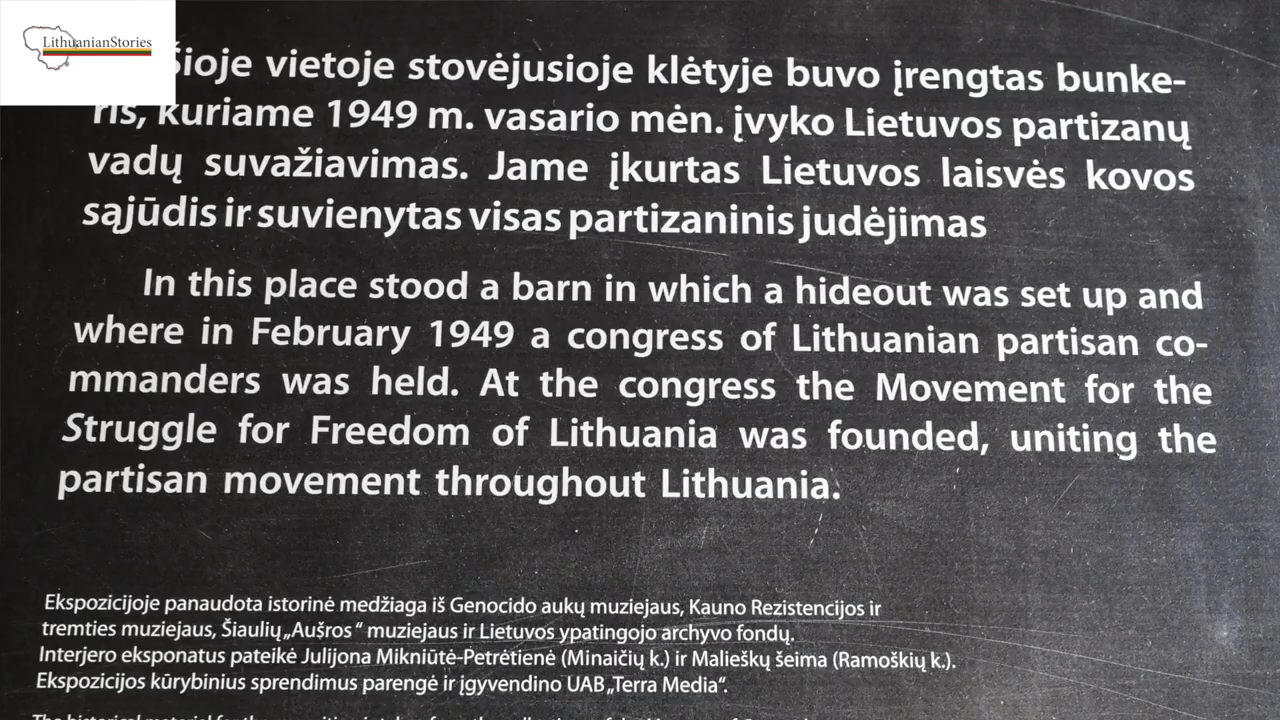 LithuanianStories
Šioje vietoje stovėjusioje klėtyje buvo įrengtas bunke-
ris, kuriame 1949 m. vasario mėn. įvyko Lietuvos partizanų
vadų suvažiavimas. Jame įkurtas Lietuvos laisvės kovos
sąjūdis ir suvienytas visas partizaninis judėjimas
In this place stood a barn in which a hideout was set up and
where in February 1949 a congress of Lithuanian partisan co-
mmanders was held. At the congress the Movement for the
Struggle for Freedom of Lithuania was founded, uniting the
partisan movement throughout Lithuania.
Ekspozicijoje panaudota istorinė medžiaga iš Genocido aukų muziejaus, Kauno Rezistencijos ir
tremties muziejaus, Šiaulių „Aušros“ muziejaus ir Lietuvos ypatingojo archyvo fondų.
Interjero eksponatus pateikė Julijona Mikniūtė-Petrėtienė (Minaičių k.) ir Malieškų šeima (Ramoškių k.).
Ekspozicijos kūrybinius sprendimus parengė ir įgyvendino UAB „Terra Media“.